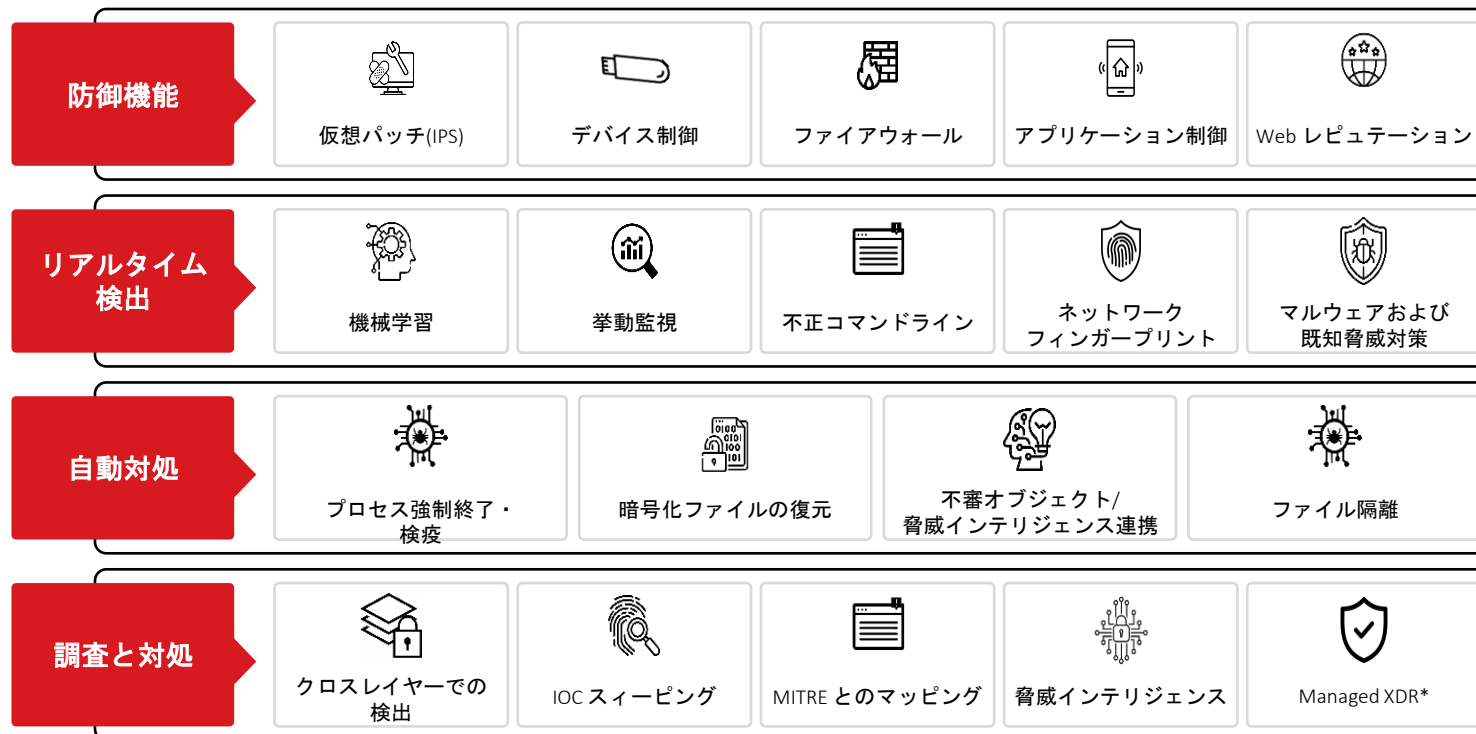 防御機能
仮想パッチ(IPS)
デバイス制御
ファイアウォール
アプリケーション制御
Web レピュテーション
リアルタイム
検出
機械学習
挙動監視
不正コマンドライン
ネットワーク
フィンガープリント
マルウェアおよび
既知脅威対策
自動対処
プロセス強制終了・
検疫
暗号化ファイルの復元
不審オブジェクト/
脅威インテリジェンス連携
ファイル隔離
調査と対処
クロスレイヤーでの
検出
IOC スィーピング
MITRE とのマッピング
脅威インテリジェンス
Managed XDR*